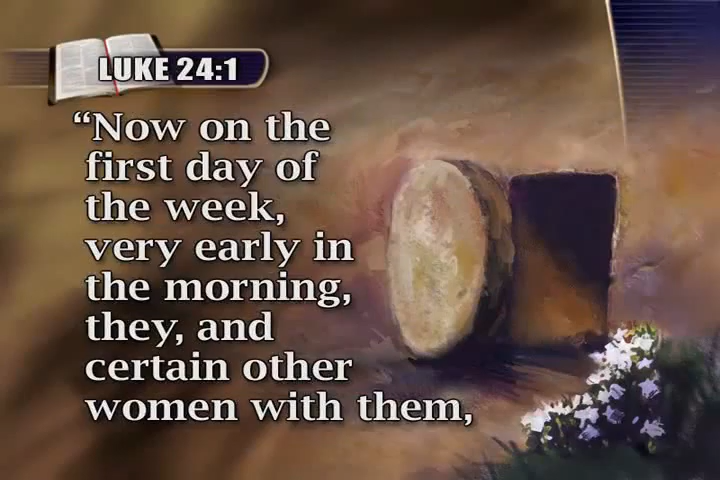 LUKE 24:1
“Now on the
first day of
the week,
very early in
the morning,
they, and
certain other
women with them,